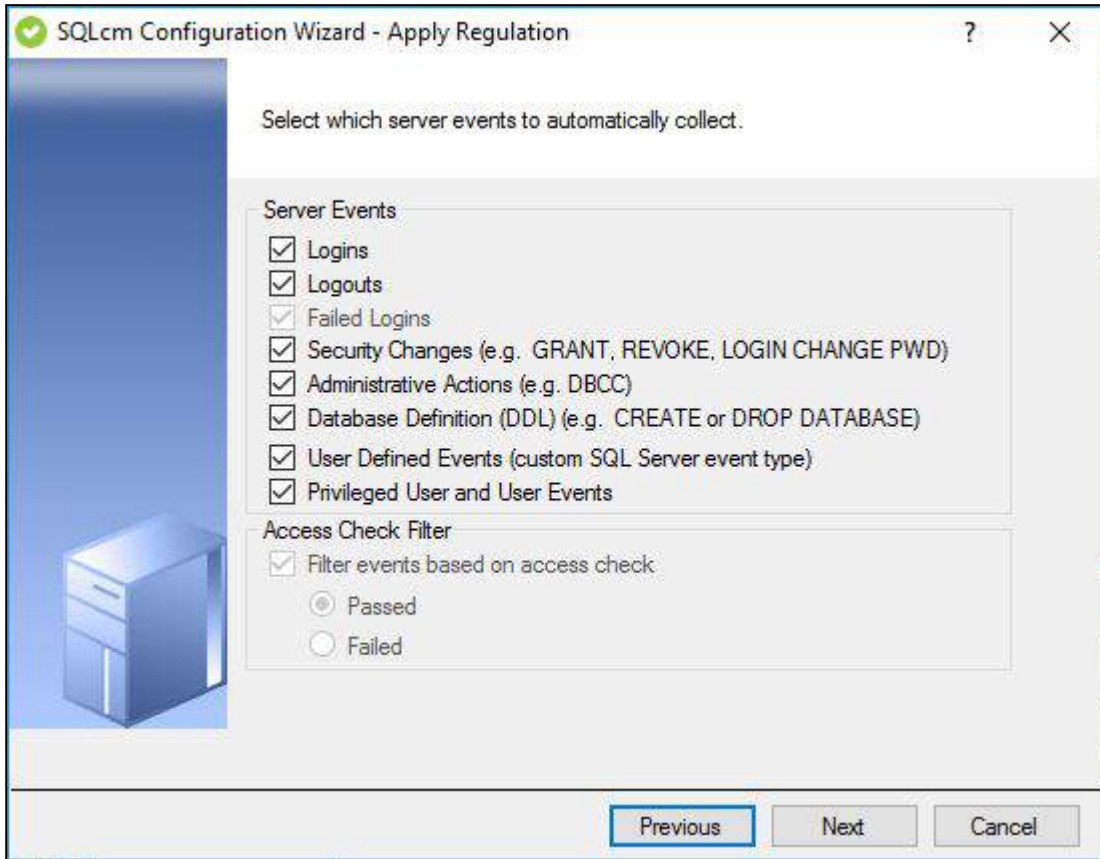 SQLcm Configuration Wizard - Apply Regulation ?
Select which server events to automatically collect.
Server Events
Logins
Logouts
Failed Logins
Security Changes (e.g. GRANT, REVOKE, LOGIN CHANGE PWD)
Administrative Actions (e.g. DBCC)
Database Definition (DDL) (e.g. CREATE or DROP DATABASE)
User Defined Events (custom SQL Server event type)
Privileged User and User Events
Access Check Filter
Filter events based on access check
Passed
Failed
Previous Next Cancel